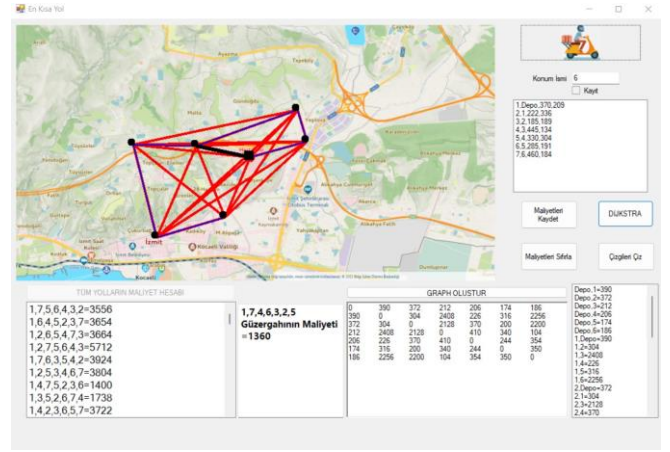 En Kısa Yol
Konum İsmi 6
Kayıt
1,Depo,370,209
2,1,222,336
3,2,185,189
4,3,445,134
5,4,330,304
6,5,285,191
7,6,460,184
Maliyetleri
Kaydet
DIJKSTRA
Maliyetleri Sıfırla
Çizgileri Çiz
İzmit
Kocaeli Valiliği
Kocaeli
TÜM YOLLARIN MALİYET HESABI
1,7,5,6,4,3,2=3556
1,6,4,5,2,3,7=3654
1,2,6,5,4,7,3=3664
1,2,7,5,6,4,3=5712
1,7,6,3,5,4,2=3924
1,2,5,3,4,6,7=3804
1,4,7,5,2,3,6=1400
1,3,5,2,6,7,4=1738
1,4,2,3,6,5,7=3722
1,7,4,6,3,2,5
Güzergahının Maliyeti
=1360
GRAPH OLUSTUR
0 390 372 212 206 174 186
390 0 304 2408 226 316 2256
372 304 0 2128 370 200 2200
212 2408 2128 0 410 340 104
206 226 370 410 0 244 354
174 316 200 340 244 0 350
186 2256 2200 104 354 350 0
Depo,1=390
Depo,2=372
Depo,3=212
Depo,4=206
Depo,5=174
Depo,6=186
1,Depo=390
1,2=304
1,3=2408
1,4=226
1,5=316
1,6=2256
2,Depo=372
2,1=304
2,3=2128
2,4=370